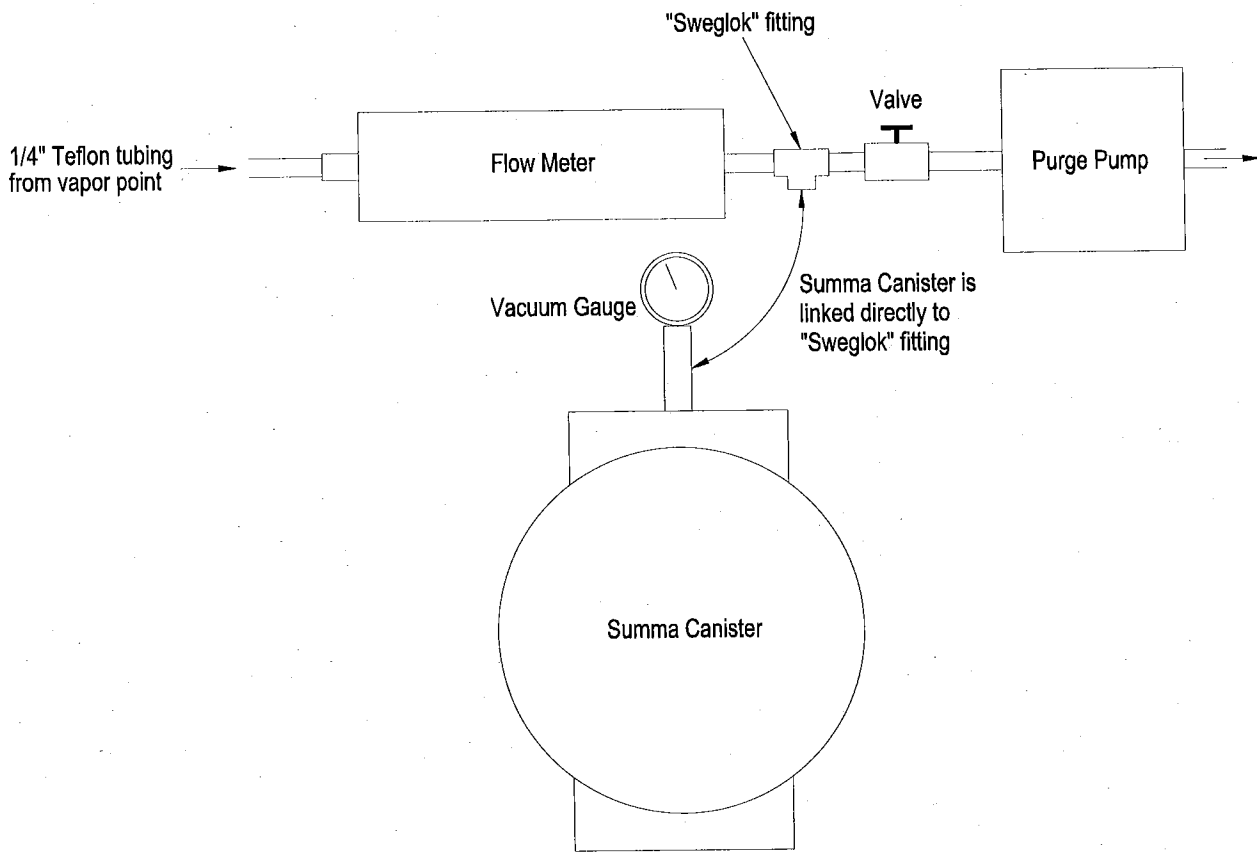 "Sweglok" fitting
Valve
1/4" Teflon tubing
from vapor point
Flow Meter
Purge Pump
Vacuum Gauge
Summa Canister is
linked directly to
"Sweglok" fitting
Summa Canister